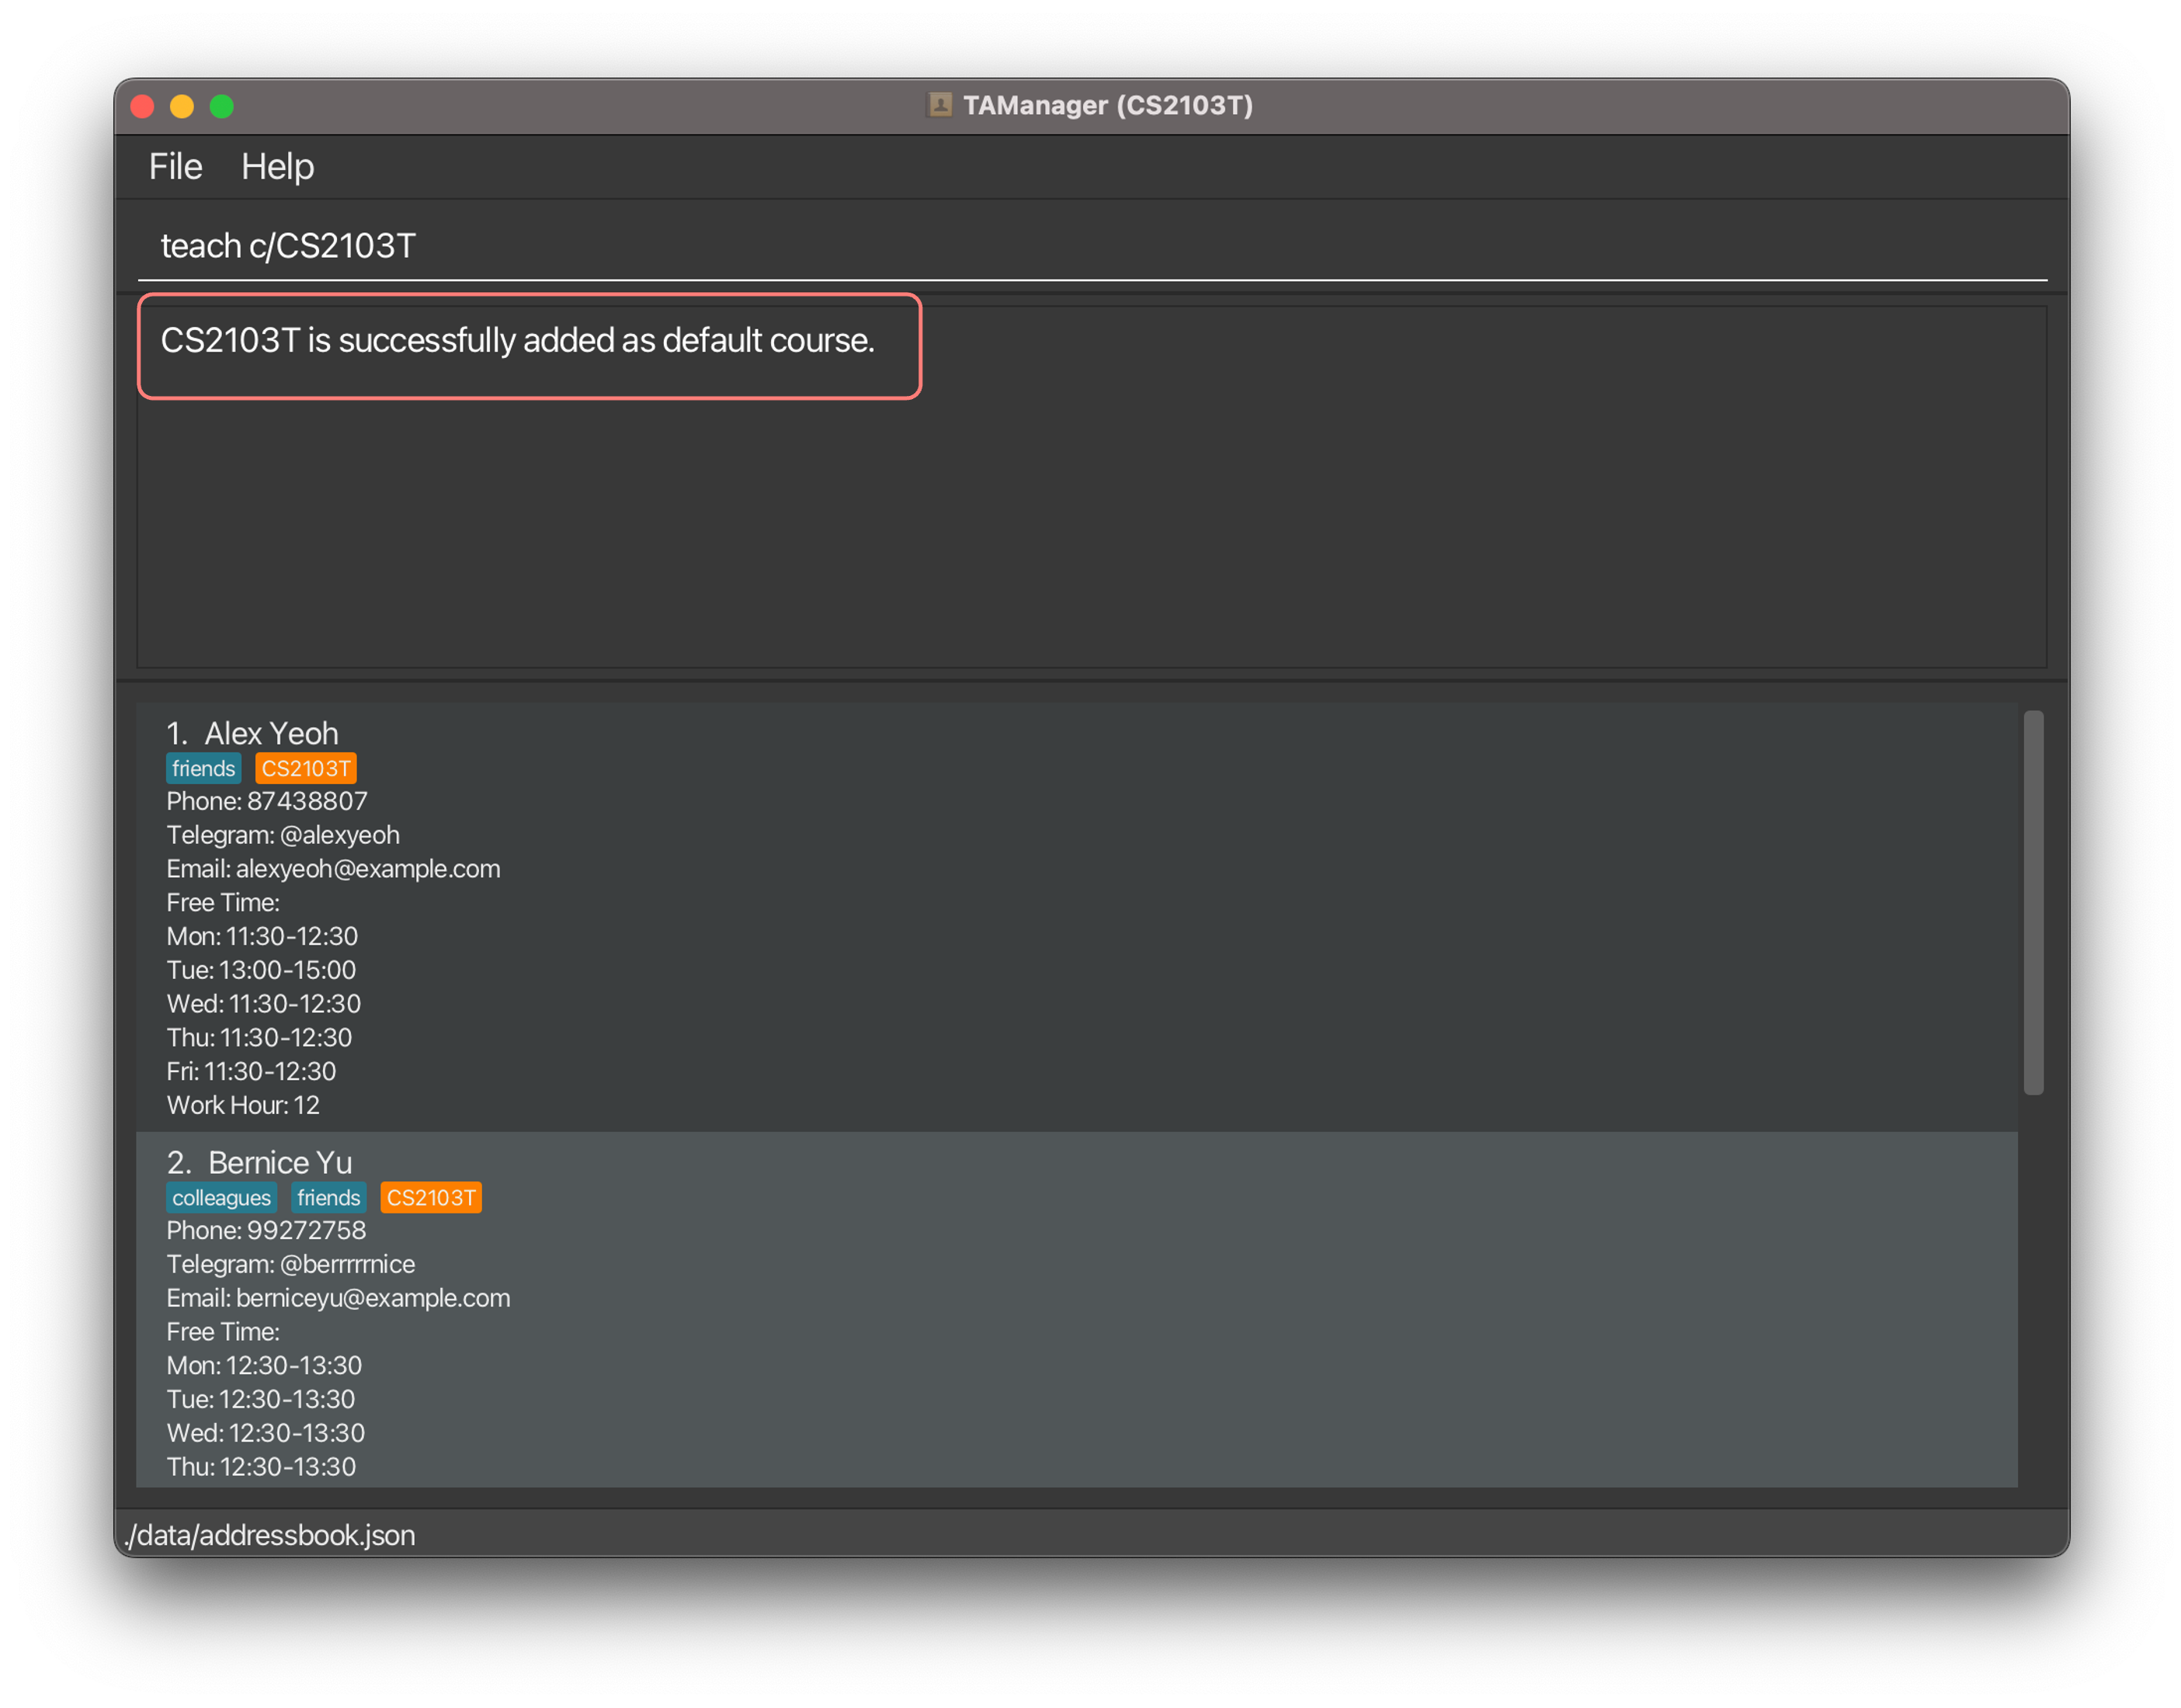 TAManager (CS2103T)
File Help
teach c/CS2103T
CS2103T is successfully added as default course.
1. Alex Yeoh
friends CS2103T
Phone: 87438807
Telegram: @alexyeoh
Email: alexyeoh@example.com
Free Time:
Mon: 11:30-12:30
Tue: 13:00-15:00
Wed: 11:30-12:30
Thu: 11:30-12:30
Fri: 11:30-12:30
Work Hour: 12
2. Bernice Yu
colleagues friends CS2103T
Phone: 99272758
Telegram: @berrrrrnice
Email: berniceyu@example.com
Free Time:
Mon: 12:30-13:30
Tue: 12:30-13:30
Wed: 12:30-13:30
Thu: 12:30-13:30
./data/addressbook.json